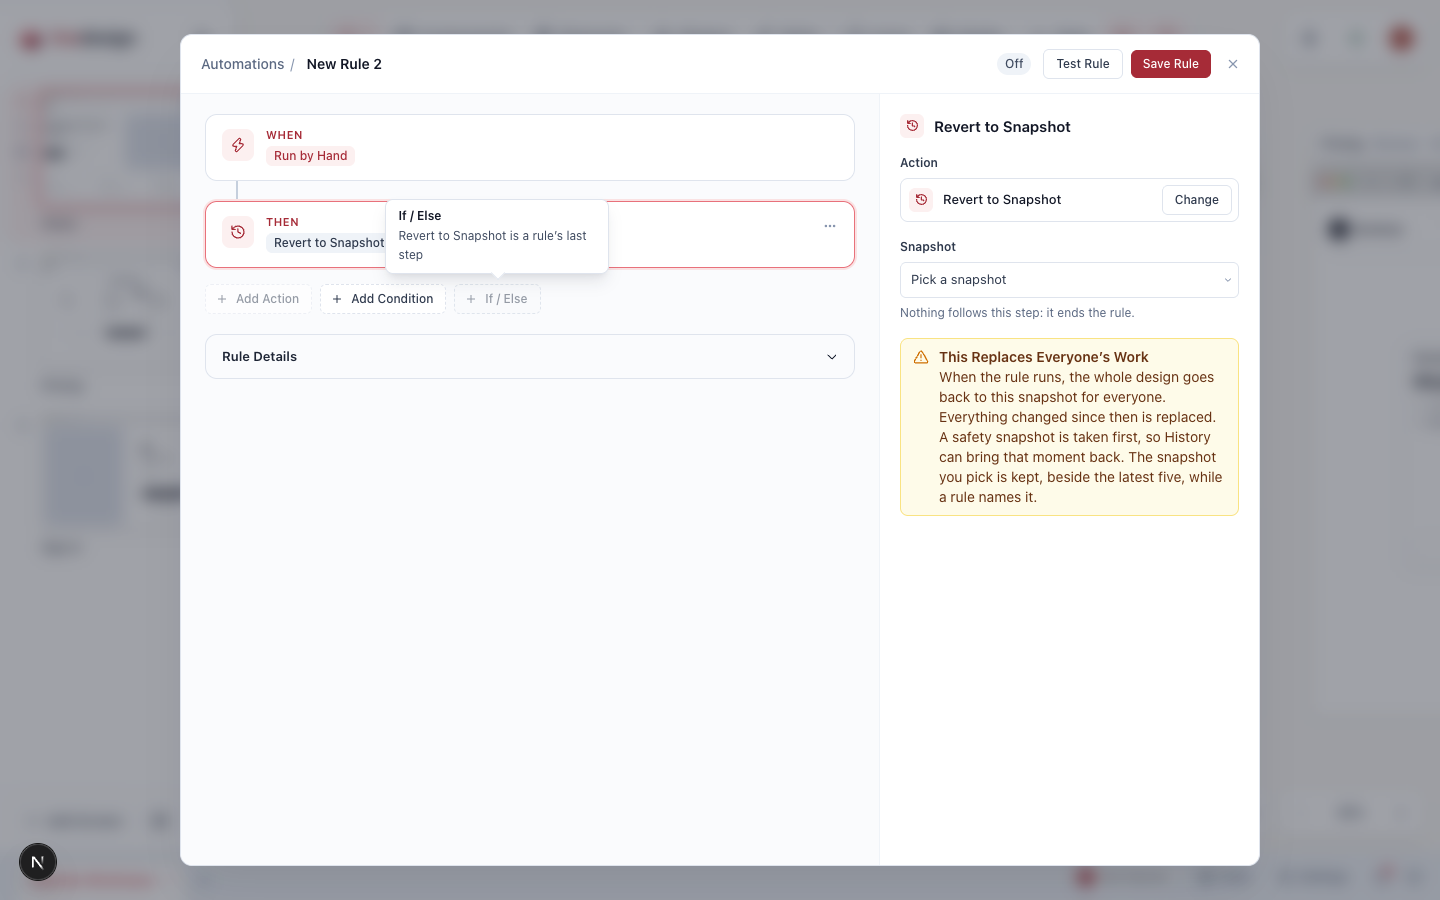 Automations / New Rule 2
Off
Test Rule
Save Rule
WHEN
Run by Hand
THEN
Revert to Snapshot
If / Else
Revert to Snapshot is a rule’s last
step
Add Action
Add Condition
If / Else
Rule Details
Revert to Snapshot
Action
Revert to Snapshot
Change
Snapshot
Pick a snapshot
Nothing follows this step: it ends the rule.
This Replaces Everyone’s Work
When the rule runs, the whole design goes
back to this snapshot for everyone.
Everything changed since then is replaced.
A safety snapshot is taken first, so History
can bring that moment back. The snapshot
you pick is kept, beside the latest five, while
a rule names it.
N